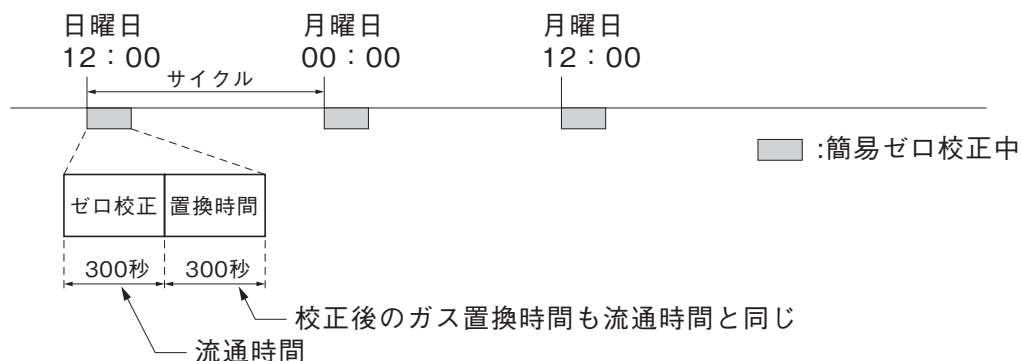 日曜日
12：00
月曜日
00：00
月曜日
12：00
サイクル
:簡易ゼロ校正中
ゼロ校正
置換時間
300秒
300秒
校正後のガス置換時間も流通時間と同じ
流通時間